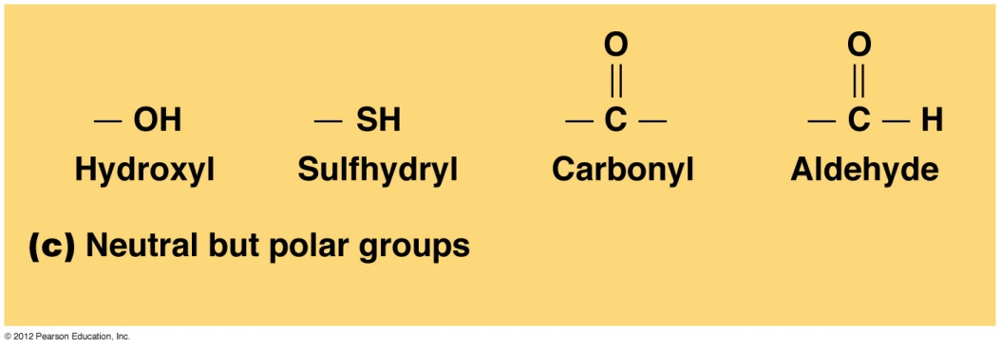 O O
|| ||
— OH — SH — C — — C — H
Hydroxyl Sulfhydryl Carbonyl Aldehyde
(c) Neutral but polar groups
© 2012 Pearson Education, Inc.